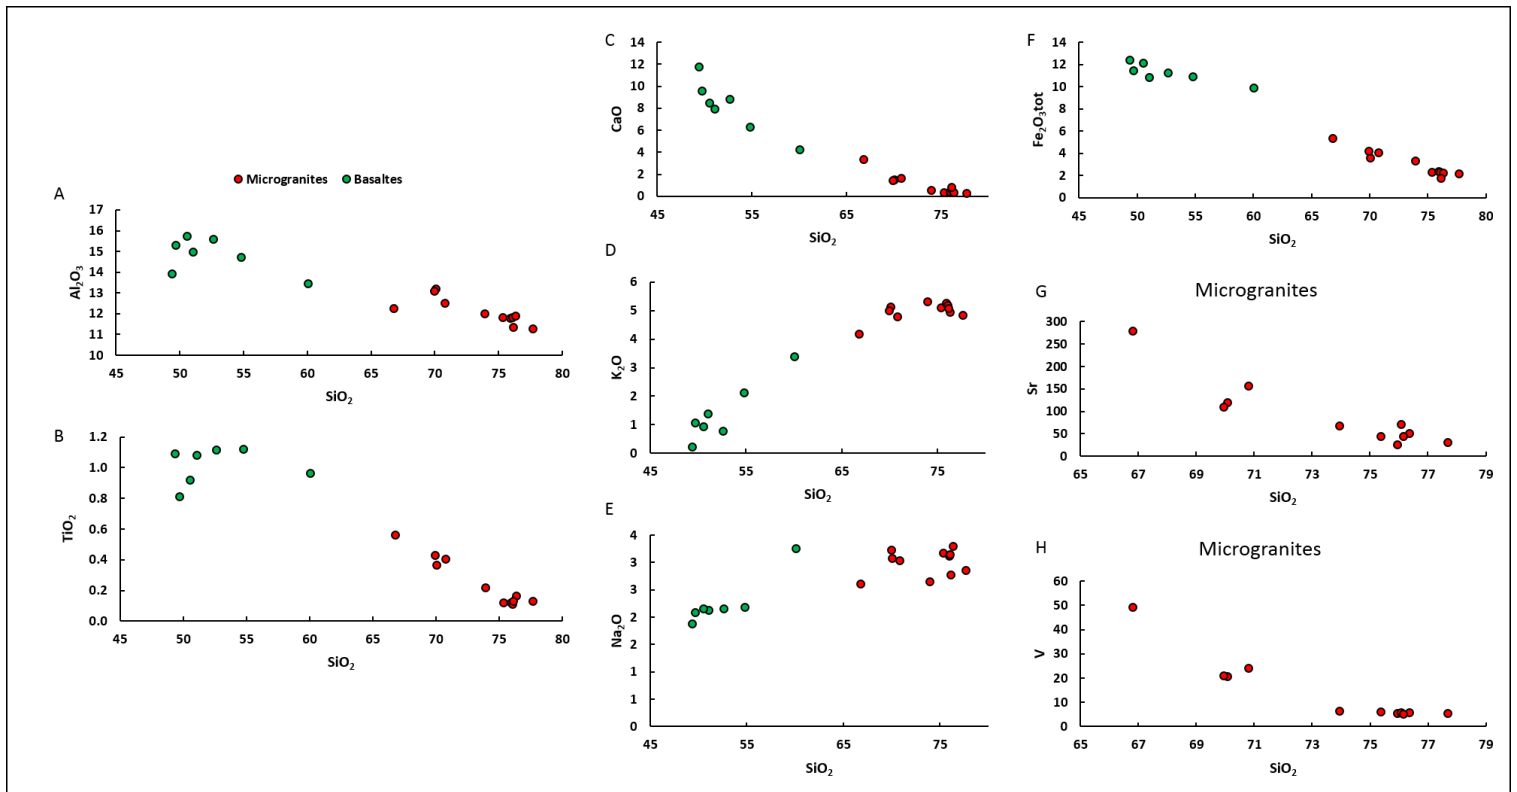 A
Microgranites Basaltes
17
16
15
14
13
12
11
10
Al₂O₃
45 50 55 60 65 70 75 80
SiO₂
B
1.2
1.0
0.8
0.6
0.4
0.2
0.0
TiO₂
45 50 55 60 65 70 75 80
SiO₂
C
14
12
10
8
6
4
2
0
CaO
45 55 65 75
SiO₂
D
6
5
4
3
2
1
0
K₂O
45 55 65 75
SiO₂
E
4
3
3
2
2
1
1
0
Na₂O
45 55 65 75
SiO₂
F
14
12
10
8
6
4
2
0
Fe₂O₃tot
45 50 55 60 65 70 75 80
SiO₂
G
Microgranites
300
250
200
150
100
50
0
Sr
65 67 69 71 73 75 77 79
SiO₂
H
Microgranites
60
50
40
30
20
10
0
V
65 67 69 71 73 75 77 79
SiO₂